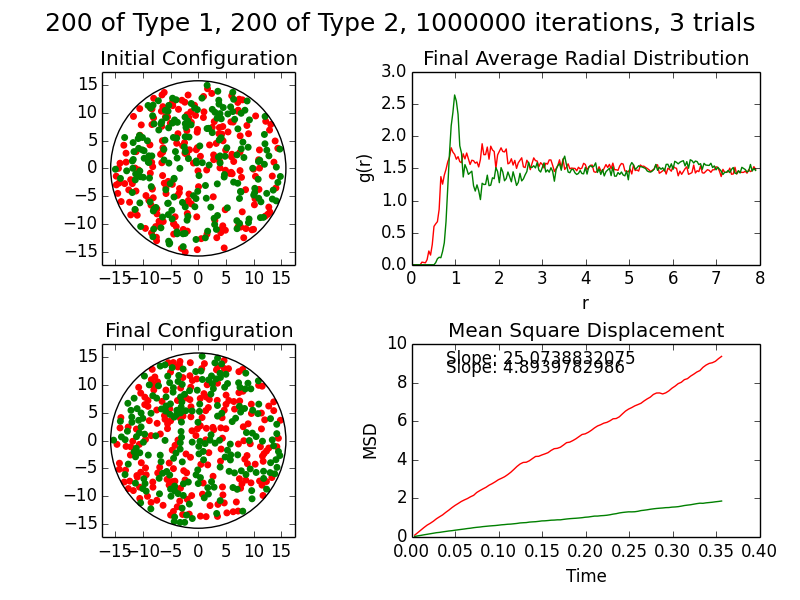 200 of Type 1, 200 of Type 2, 1000000 iterations, 3 trials
Initial Configuration
15
10
5
0
−5
−10
−15
−15−10−5 0 5 10 15
Final Average Radial Distribution
3.0
2.5
2.0
1.5
1.0
0.5
0.0
g(r)
0 1 2 3 4 5 6 7 8
r
Final Configuration
15
10
5
0
−5
−10
−15
−15−10−5 0 5 10 15
Mean Square Displacement
Slope: 25.0738832075
Slope: 4.8939782986
10
8
6
4
2
0
MSD
0.00 0.05 0.10 0.15 0.20 0.25 0.30 0.35 0.40
Time